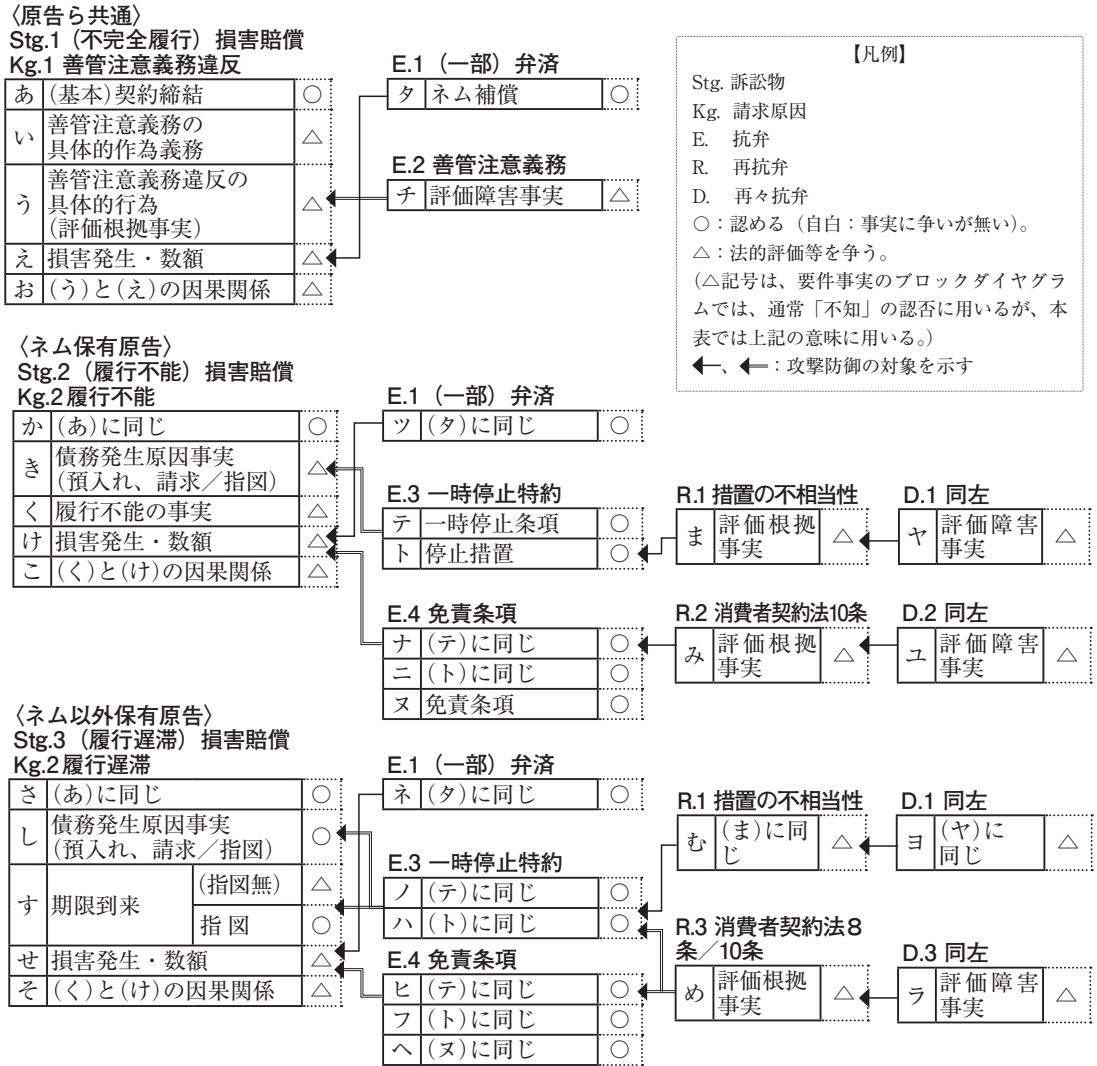 〈原告ら共通〉
Stg.1（不完全履行）損害賠償
Kg.1 善管注意義務違反
あ (基本)契約締結 ○
い 善管注意義務の
具体的作為義務 △
う 善管注意義務違反の
具体的行為
(評価根拠事実) △
え 損害発生・数額 △
お (う)と(え)の因果関係 △
E.1（一部）弁済
タ ネム補償 ○
E.2 善管注意義務
チ 評価障害事実 △
【凡例】
Stg. 訴訟物
Kg. 請求原因
E. 抗弁
R. 再抗弁
D. 再々抗弁
○：認める（自白：事実に争いが無い）。
△：法的評価等を争う。
(△記号は、要件事実のブロックダイヤグラ
ムでは、通常「不知」の認否に用いるが、本
表では上記の意味に用いる。)
←、⇐：攻撃防御の対象を示す
〈ネム保有原告〉
Stg.2（履行不能）損害賠償
Kg.2履行不能
か (あ)に同じ ○
き 債務発生原因事実
(預入れ、請求／指図) △
く 履行不能の事実 △
け 損害発生・数額 △
こ (く)と(け)の因果関係 △
E.1（一部）弁済
ツ (タ)に同じ ○
E.3 一時停止特約
テ 一時停止条項 ○
ト 停止措置 ○
R.1 措置の不相当性
ま 評価根拠
事実 △
D.1 同左
ヤ 評価障害
事実 △
E.4 免責条項
ナ (テ)に同じ ○
ニ (ト)に同じ ○
ヌ 免責条項 ○
R.2 消費者契約法10条
み 評価根拠
事実 △
D.2 同左
ユ 評価障害
事実 △
〈ネム以外保有原告〉
Stg.3（履行遅滞）損害賠償
Kg.2履行遅滞
さ (あ)に同じ ○
し 債務発生原因事実
(預入れ、請求／指図) ○
す 期限到来 (指図無) △
指 図 ○
せ 損害発生・数額 △
そ (く)と(け)の因果関係 △
E.1（一部）弁済
ネ (タ)に同じ ○
E.3 一時停止特約
ノ (テ)に同じ ○
ハ (ト)に同じ ○
R.1 措置の不相当性
む (ま)に同
じ △
D.1 同左
ヨ (ヤ)に
同じ △
E.4 免責条項
ヒ (テ)に同じ ○
フ (ト)に同じ ○
ヘ (ヌ)に同じ ○
R.3 消費者契約法８
条／10条
め 評価根拠
事実 △
D.3 同左
ラ 評価障害
事実 △